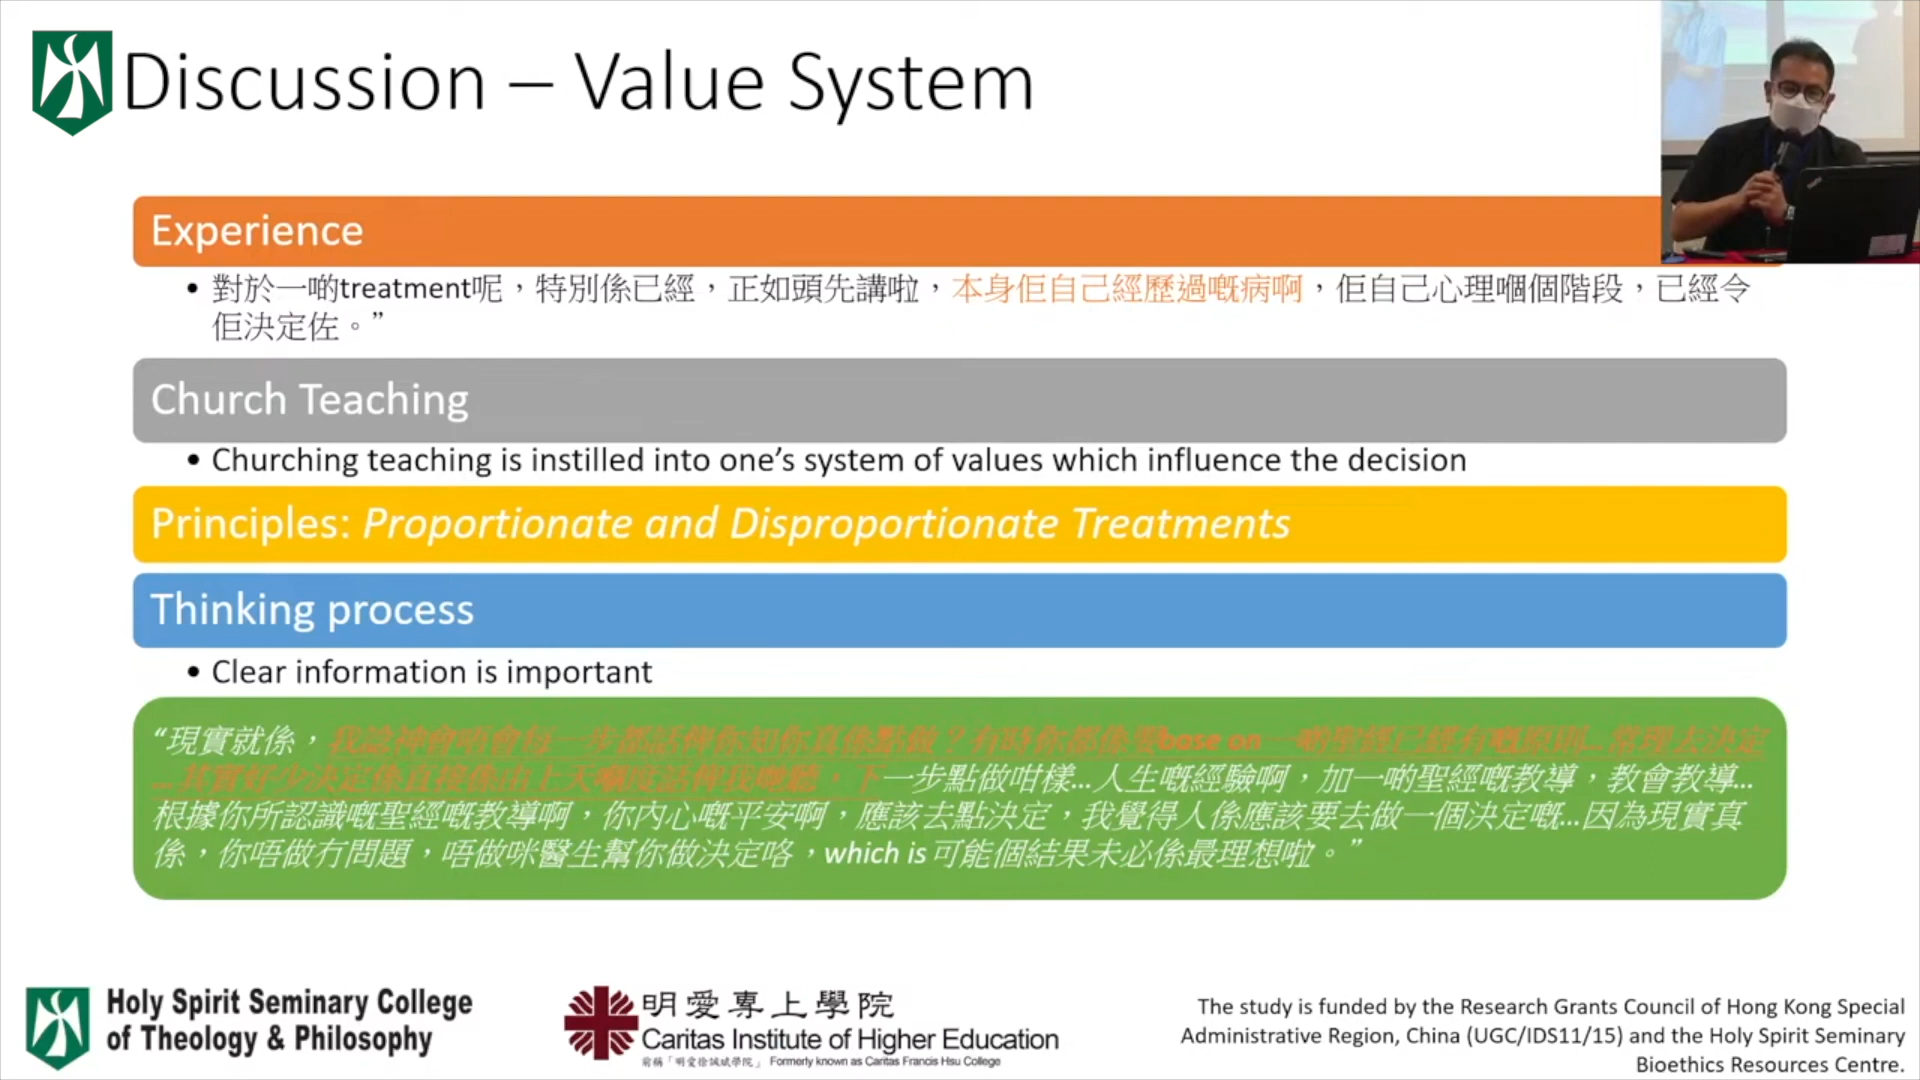 Discussion – Value System
Experience
• 對於一啲treatment呢，特別係已經，正如頭先講啦，本身佢自己經歷過嘅病啊，佢自己心理嗰個階段，已經令
佢決定佐。”
Church Teaching
• Churching teaching is instilled into one’s system of values which influence the decision
Principles: Proportionate and Disproportionate Treatments
Thinking process
• Clear information is important
“現實就係，我諗神會唔會每一步都話俾你知你真係點做？有時你都係要base on 一啲聖經已經有嘅原則…常理去決定
…其實好少決定係直接係由上天嗰度話俾我哋聽，下一步點做咁樣…人生嘅經驗啊，加一啲聖經嘅教導，教會教導…
根據你所認識嘅聖經嘅教導啊，你內心嘅平安啊，應該去點決定，我覺得人係應該要去做一個決定嘅…因為現實真
係，你唔做冇問題，唔做咪醫生幫你做決定咯，which is 可能個結果未必係最理想啦。”
Holy Spirit Seminary College
of Theology & Philosophy
明愛專上學院
Caritas Institute of Higher Education
前稱「明愛徐誠斌學院」 Formerly known as Caritas Francis Hsu College
The study is funded by the Research Grants Council of Hong Kong Special
Administrative Region, China (UGC/IDS11/15) and the Holy Spirit Seminary
Bioethics Resources Centre.